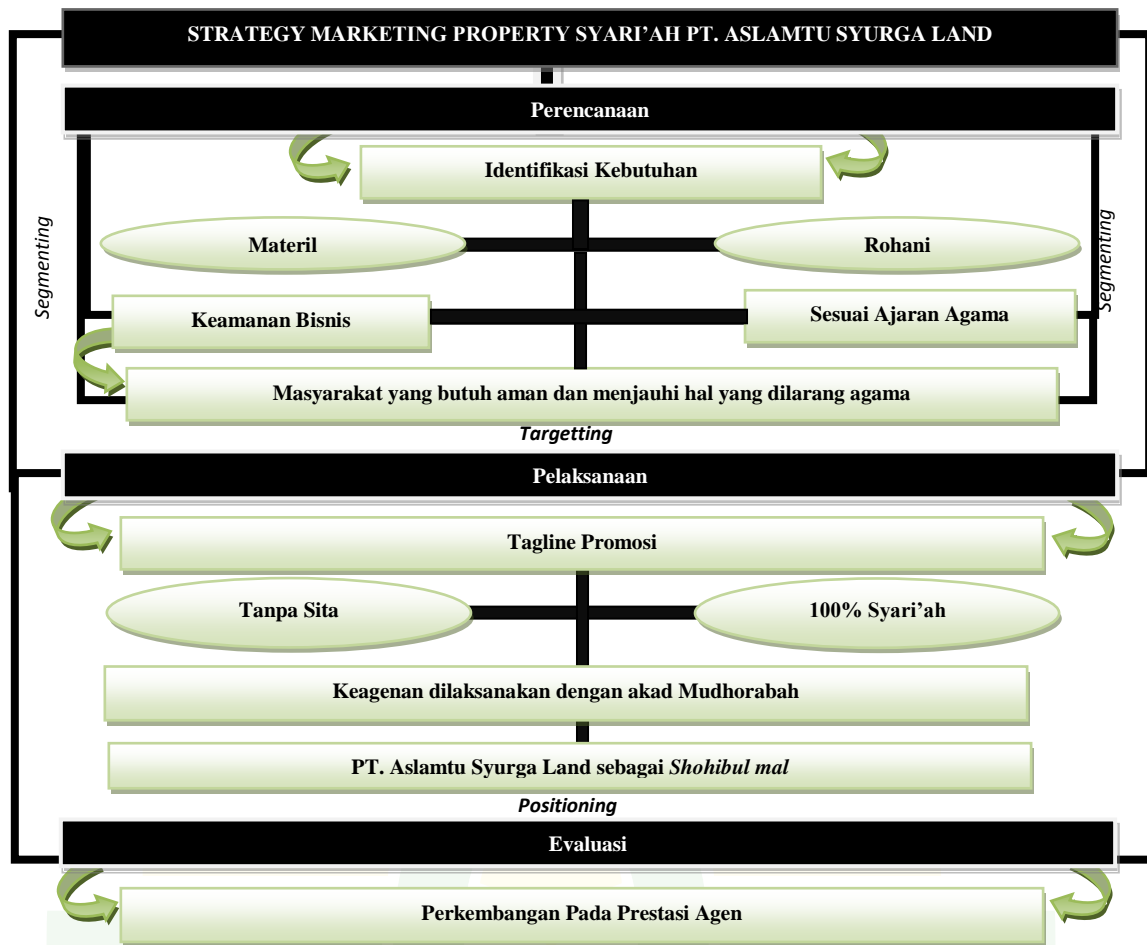 STRATEGY MARKETING PROPERTY SYARI'AH PT. ASLAMTU SYURGA LAND
Perencanaan
Identifikasi Kebutuhan
Segmenting
Segmenting
Materil
Rohani
Keamanan Bisnis
Sesuai Ajaran Agama
Masyarakat yang butuh aman dan menjauhi hal yang dilarang agama
Targetting
Pelaksanaan
Tagline Promosi
Tanpa Sita
100% Syari'ah
Keagenan dilaksanakan dengan akad Mudhorabah
PT. Aslamtu Syurga Land sebagai Shohibul mal
Positioning
Evaluasi
Perkembangan Pada Prestasi Agen